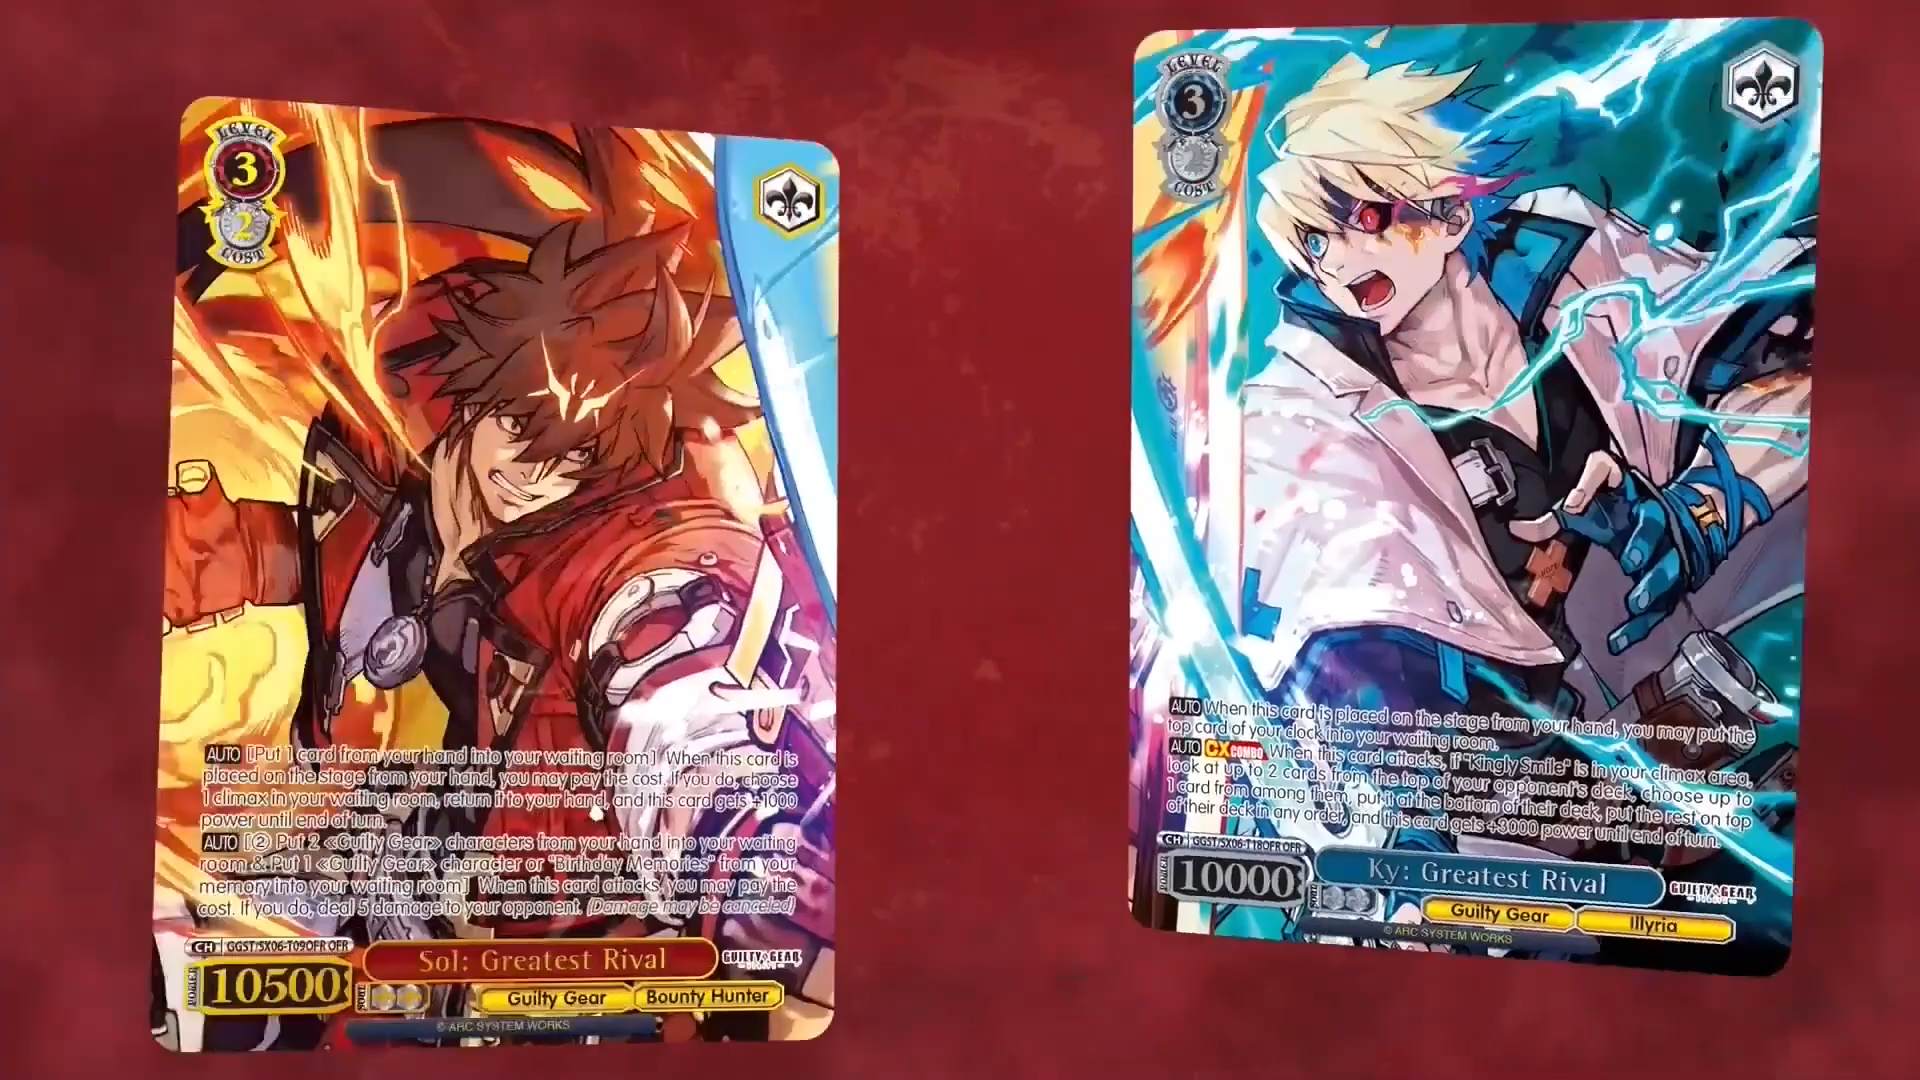 LEVEL
3
2
COST
AUTO [Put 1 card from your hand into your waiting room] When this card is
placed on the stage from your hand, you may pay the cost. If you do, choose
1 climax in your waiting room, return it to your hand, and this card gets +1000
power until end of turn.
AUTO [② Put 2 «Guilty Gear» characters from your hand into your waiting
room & Put 1 «Guilty Gear» character or "Birthday Memories" from your
memory into your waiting room] When this card attacks, you may pay the
cost. If you do, deal 5 damage to your opponent. (Damage may be canceled)
CH GGST/SX06-T09OFR OFR
Sol: Greatest Rival
GUILTY GEAR
-STRIVE-
POWER
10500
SOUL
Guilty Gear
Bounty Hunter
© ARC SYSTEM WORKS
LEVEL
3
2
COST
AUTO When this card is placed on the stage from your hand, you may put the
top card of your clock into your waiting room.
AUTO CX COMBO When this card attacks, if "Kingly Smile" is in your climax area,
look at up to 2 cards from the top of your opponent's deck, choose up to
1 card from among them, put it at the bottom of their deck, put the rest on top
of their deck in any order, and this card gets +3000 power until end of turn.
CH GGST/SX06-T18OFR OFR
Ky: Greatest Rival
GUILTY GEAR
-STRIVE-
POWER
10000
SOUL
Guilty Gear
Illyria
© ARC SYSTEM WORKS